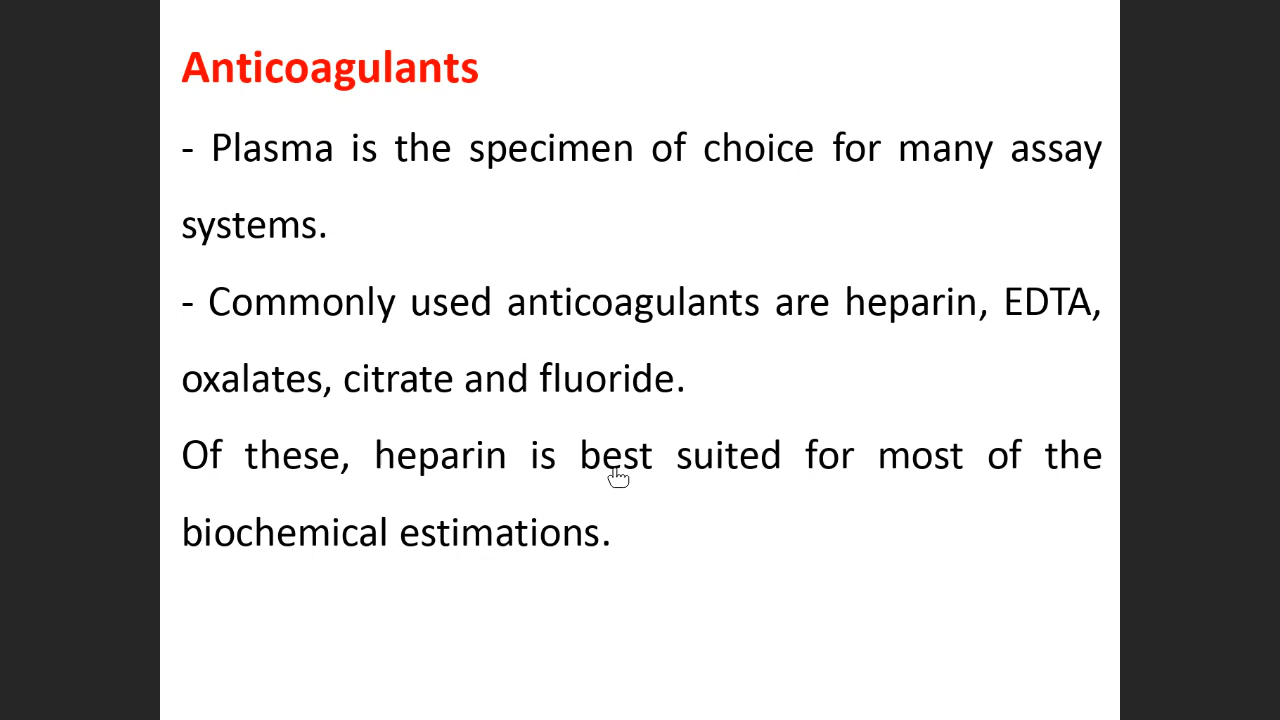 Anticoagulants
- Plasma is the specimen of choice for many assay
systems.
- Commonly used anticoagulants are heparin, EDTA,
oxalates, citrate and fluoride.
Of these, heparin is best suited for most of the
biochemical estimations.